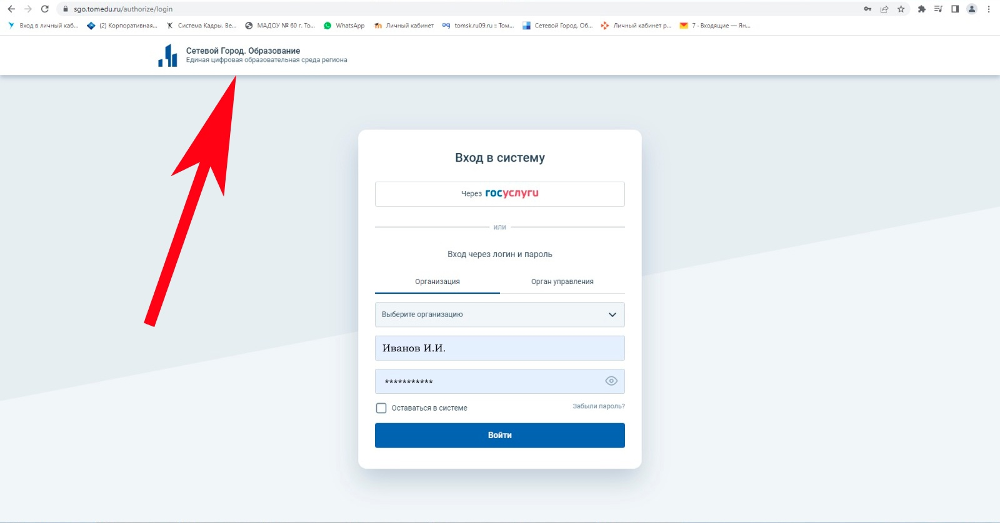 sgo.tomedu.ru/authorize/login
Вход в личный каб... (2) Корпоративная... Система Кадры. Ве... МАДОУ № 60 г. То... WhatsApp Личный кабинет tomsk.ru09.ru :: Том... Сетевой Город. Об... Личный кабинет р... 7 · Входящие — Ян...
Сетевой Город. Образование
Единая цифровая образовательная среда региона
Вход в систему
Через госуслуги
или
Вход через логин и пароль
Организация Орган управления
Выберите организацию
Иванов И.И.
***********
Оставаться в системе Забыли пароль?
Войти